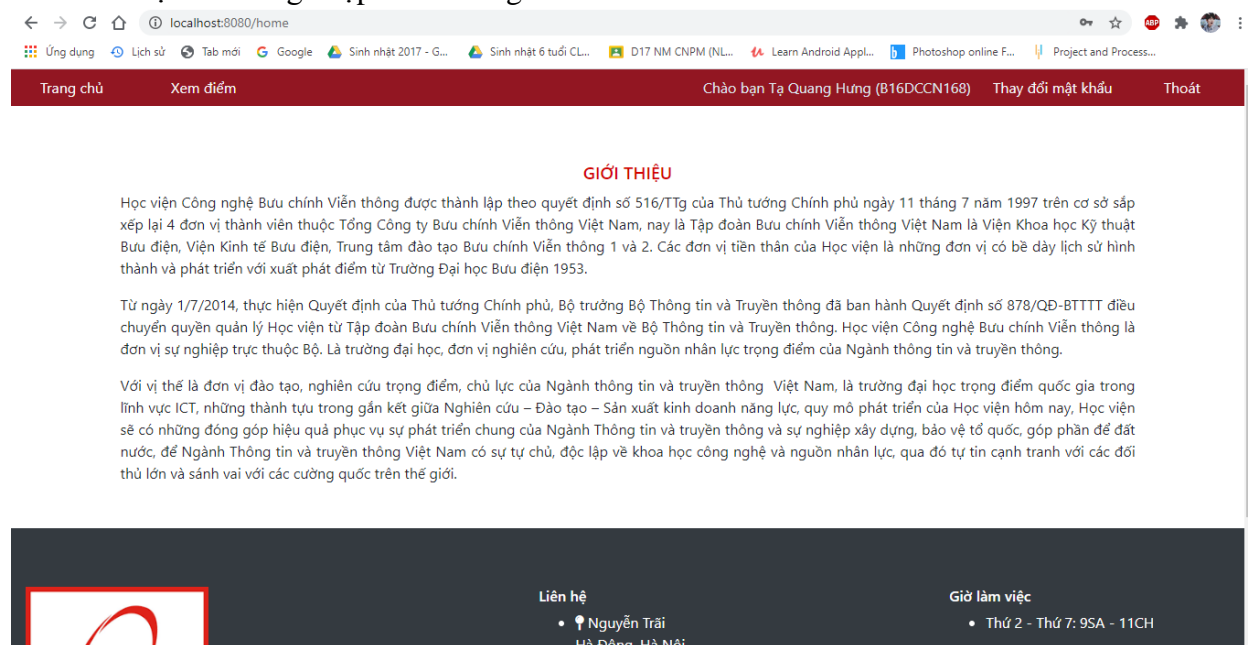 localhost:8080/home
Ứng dụng Lịch sử Tab mới Google Sinh nhật 2017 - G... Sinh nhật 6 tuổi CL... D17 NM CNPM (NL... Learn Android Appl... Photoshop online F... Project and Process...
Trang chủ Xem điểm Chào bạn Tạ Quang Hưng (B16DCCN168) Thay đổi mật khẩu Thoát
GIỚI THIỆU
Học viện Công nghệ Bưu chính Viễn thông được thành lập theo quyết định số 516/TTg của Thủ tướng Chính phủ ngày 11 tháng 7 năm 1997 trên cơ sở sắp
xếp lại 4 đơn vị thành viên thuộc Tổng Công ty Bưu chính Viễn thông Việt Nam, nay là Tập đoàn Bưu chính Viễn thông Việt Nam là Viện Khoa học Kỹ thuật
Bưu điện, Viện Kinh tế Bưu điện, Trung tâm đào tạo Bưu chính Viễn thông 1 và 2. Các đơn vị tiền thân của Học viện là những đơn vị có bề dày lịch sử hình
thành và phát triển với xuất phát điểm từ Trường Đại học Bưu điện 1953.
Từ ngày 1/7/2014, thực hiện Quyết định của Thủ tướng Chính phủ, Bộ trưởng Bộ Thông tin và Truyền thông đã ban hành Quyết định số 878/QĐ-BTTTT điều
chuyển quyền quản lý Học viện từ Tập đoàn Bưu chính Viễn thông Việt Nam về Bộ Thông tin và Truyền thông. Học viện Công nghệ Bưu chính Viễn thông là
đơn vị sự nghiệp trực thuộc Bộ. Là trường đại học, đơn vị nghiên cứu, phát triển nguồn nhân lực trọng điểm của Ngành thông tin và truyền thông.
Với vị thế là đơn vị đào tạo, nghiên cứu trọng điểm, chủ lực của Ngành thông tin và truyền thông Việt Nam, là trường đại học trọng điểm quốc gia trong
lĩnh vực ICT, những thành tựu trong gắn kết giữa Nghiên cứu – Đào tạo – Sản xuất kinh doanh năng lực, quy mô phát triển của Học viện hôm nay, Học viện
sẽ có những đóng góp hiệu quả phục vụ sự phát triển chung của Ngành Thông tin và truyền thông và sự nghiệp xây dựng, bảo vệ tổ quốc, góp phần để đất
nước, để Ngành Thông tin và truyền thông Việt Nam có sự tự chủ, độc lập về khoa học công nghệ và nguồn nhân lực, qua đó tự tin cạnh tranh với các đối
thủ lớn và sánh vai với các cường quốc trên thế giới.
Liên hệ Giờ làm việc
Nguyễn Trãi Thứ 2 - Thứ 7: 9SA - 11CH
Hà Đông, Hà Nội